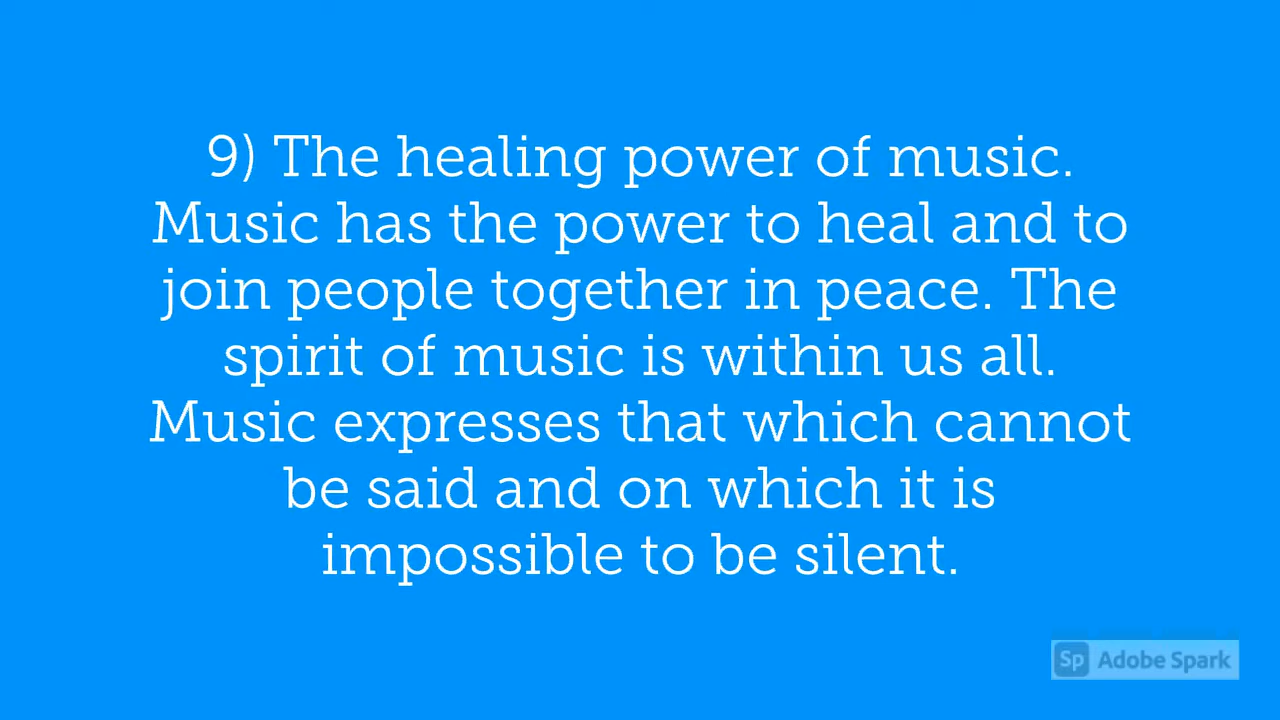 9) The healing power of music.
Music has the power to heal and to
join people together in peace. The
spirit of music is within us all.
Music expresses that which cannot
be said and on which it is
impossible to be silent.
Sp Adobe Spark